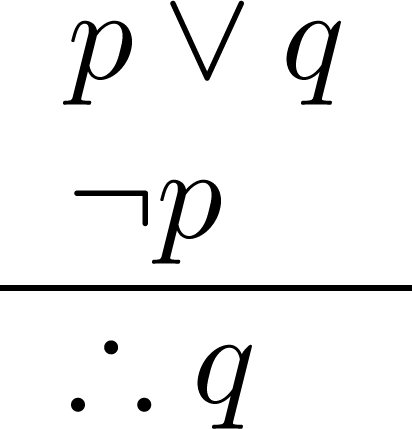 p ∨ q
¬p
∴ q